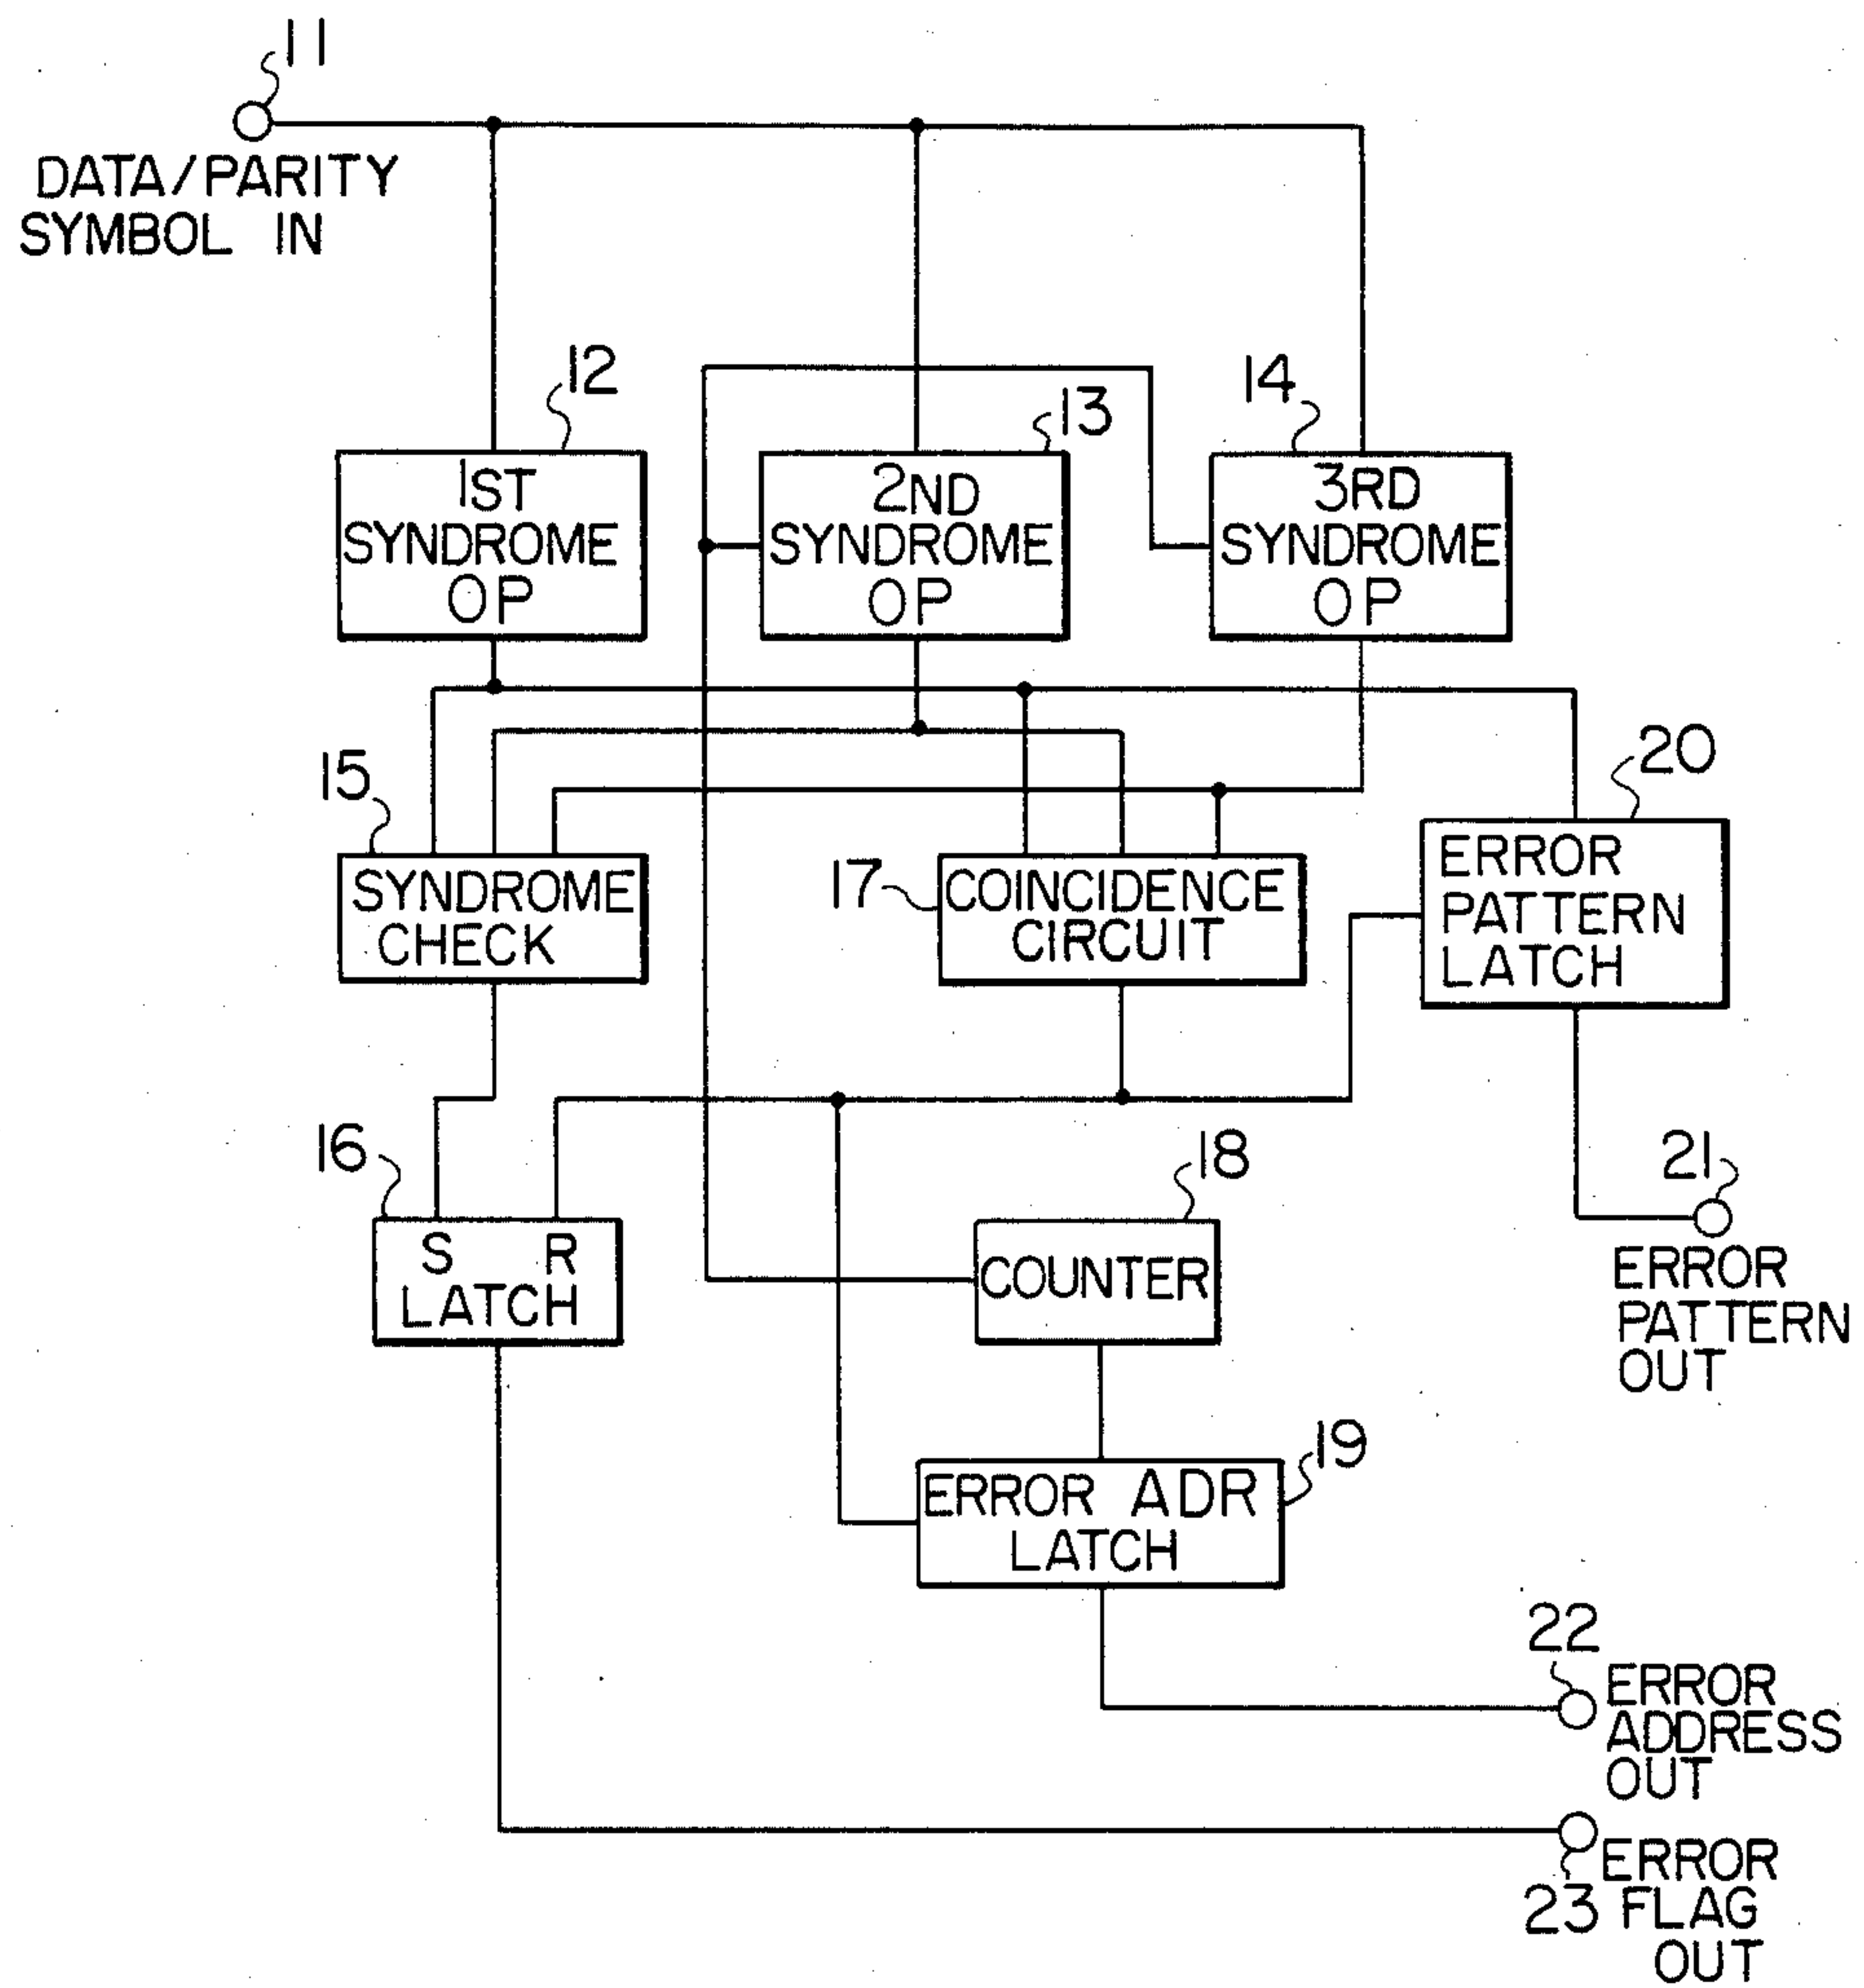 11
DATA/PARITY
SYMBOL IN
12
13
14
1ST
SYNDROME
OP
2ND
SYNDROME
OP
3RD
SYNDROME
OP
15
17
20
SYNDROME
CHECK
COINCIDENCE
CIRCUIT
ERROR
PATTERN
LATCH
16
18
21
S R
LATCH
COUNTER
ERROR
PATTERN
OUT
19
ERROR ADR
LATCH
22
ERROR
ADDRESS
OUT
23
ERROR
FLAG
OUT